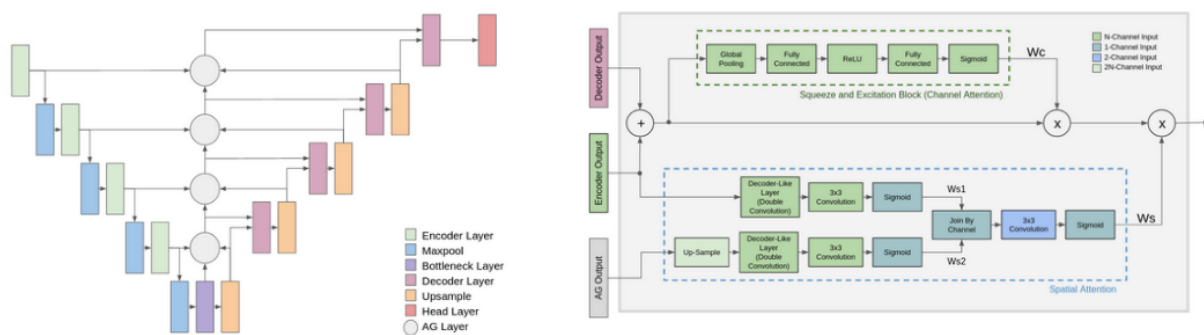 Encoder Layer
Maxpool
Bottleneck Layer
Decoder Layer
Upsample
Head Layer
AG Layer
Decoder Output
Encoder Output
AG Output
Global
Pooling
Fully
Connected
ReLU
Fully
Connected
Sigmoid
Wc
Squeeze and Excitation Block (Channel Attention)
N-Channel Input
1-Channel Input
2-Channel Input
2N-Channel Input
+
X
X
Decoder-Like
Layer
(Double
Convolution)
3x3
Convolution
Sigmoid
Ws1
Up-Sample
Decoder-Like
Layer
(Double
Convolution)
3x3
Convolution
Sigmoid
Ws2
Join By
Channel
3x3
Convolution
Sigmoid
Ws
Spatial Attention